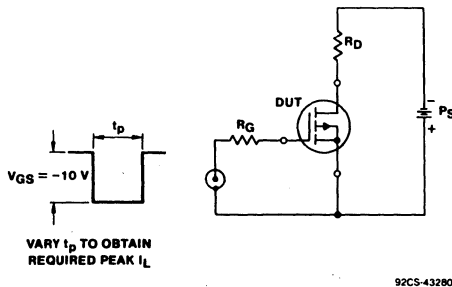 RD
DUT
PS
−
+
RG
tp
VGS = −10 V
VARY tp TO OBTAIN
REQUIRED PEAK IL
92CS-43280